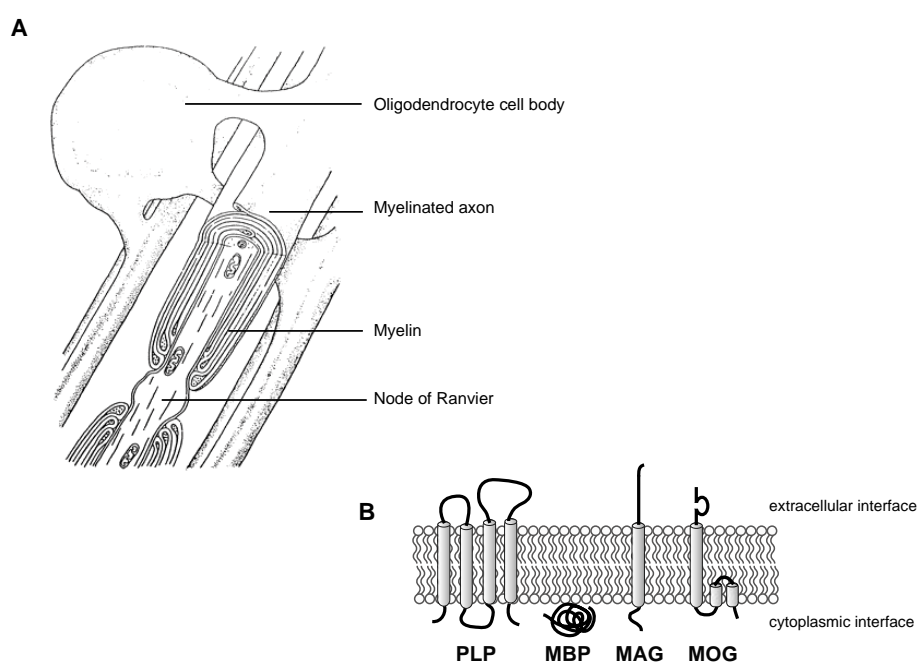 A
Oligodendrocyte cell body
Myelinated axon
Myelin
Node of Ranvier
B
extracellular interface
cytoplasmic interface
PLP MBP MAG MOG